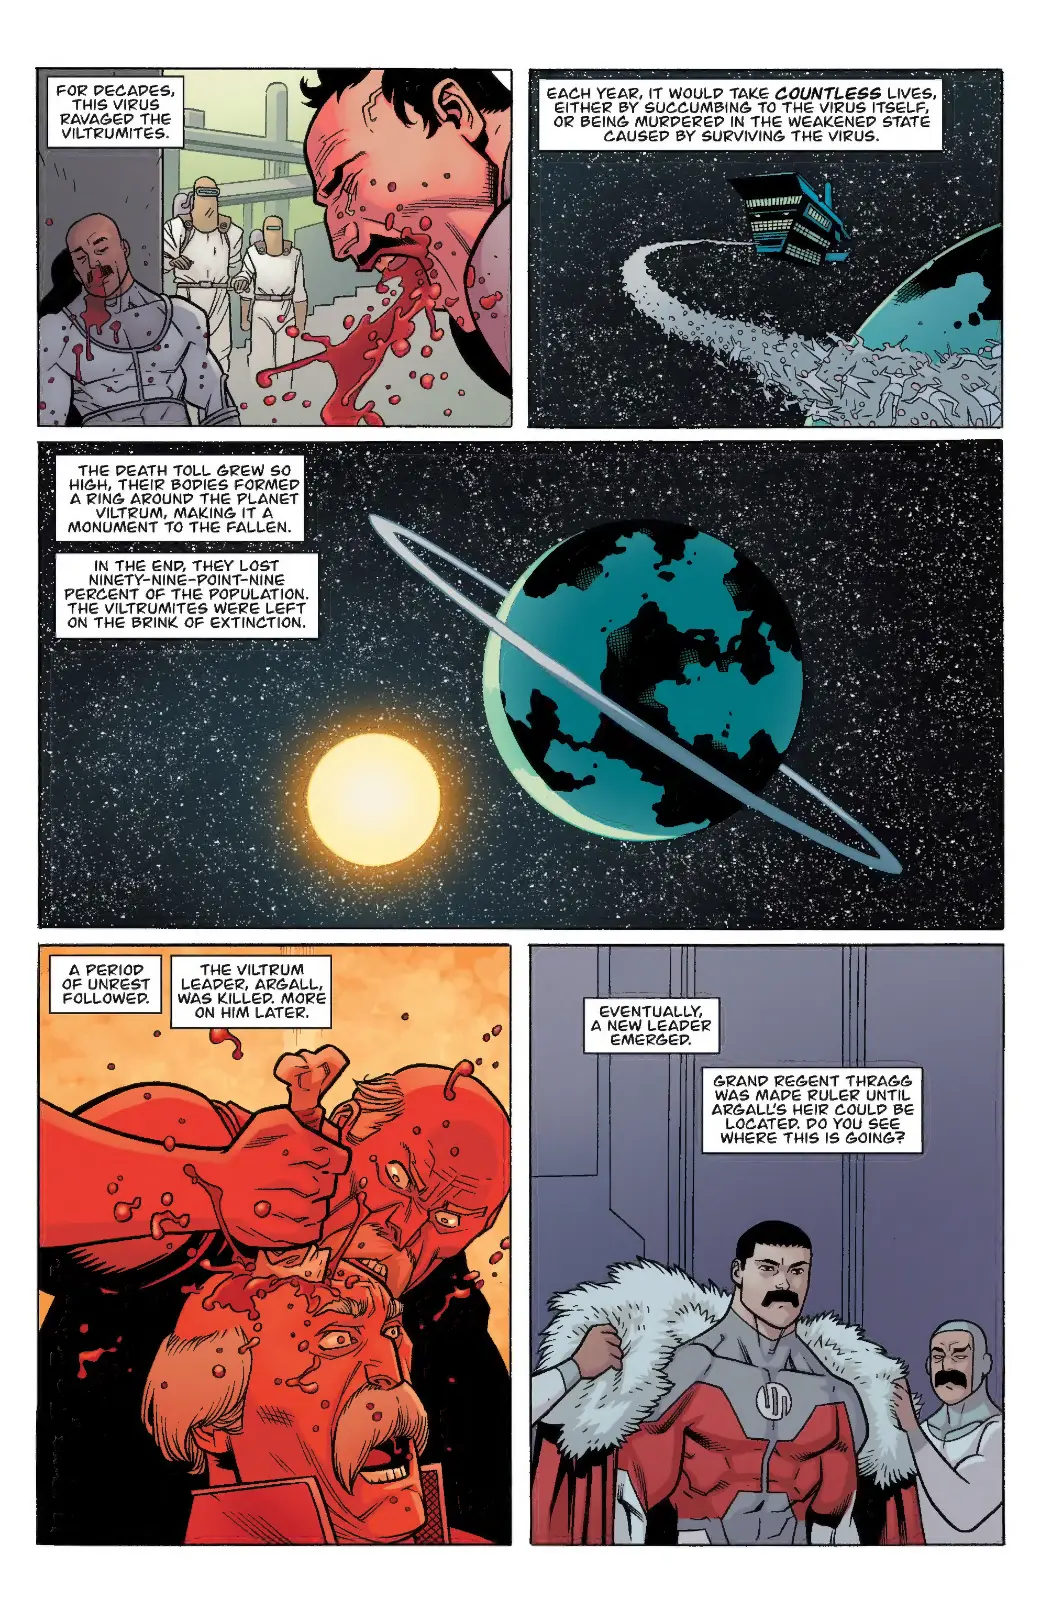 FOR DECADES,
THIS VIRUS
RAVAGED THE
VILTRUMITES.
EACH YEAR, IT WOULD TAKE COUNTLESS LIVES,
EITHER BY SUCCUMBING TO THE VIRUS ITSELF,
OR BEING MURDERED IN THE WEAKENED STATE
CAUSED BY SURVIVING THE VIRUS.
THE DEATH TOLL GREW SO
HIGH, THEIR BODIES FORMED
A RING AROUND THE PLANET
VILTRUM, MAKING IT A
MONUMENT TO THE FALLEN.
IN THE END, THEY LOST
NINETY-NINE-POINT-NINE
PERCENT OF THE POPULATION.
THE VILTRUMITES WERE LEFT
ON THE BRINK OF EXTINCTION.
A PERIOD
OF UNREST
FOLLOWED.
THE VILTRUM
LEADER, ARGALL,
WAS KILLED. MORE
ON HIM LATER.
EVENTUALLY,
A NEW LEADER
EMERGED.
GRAND REGENT THRAGG
WAS MADE RULER UNTIL
ARGALL'S HEIR COULD BE
LOCATED. DO YOU SEE
WHERE THIS IS GOING?